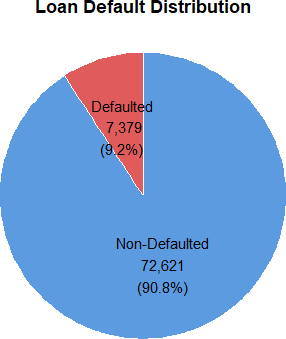 Loan Default Distribution
Defaulted
7,379
(9.2%)
Non-Defaulted
72,621
(90.8%)